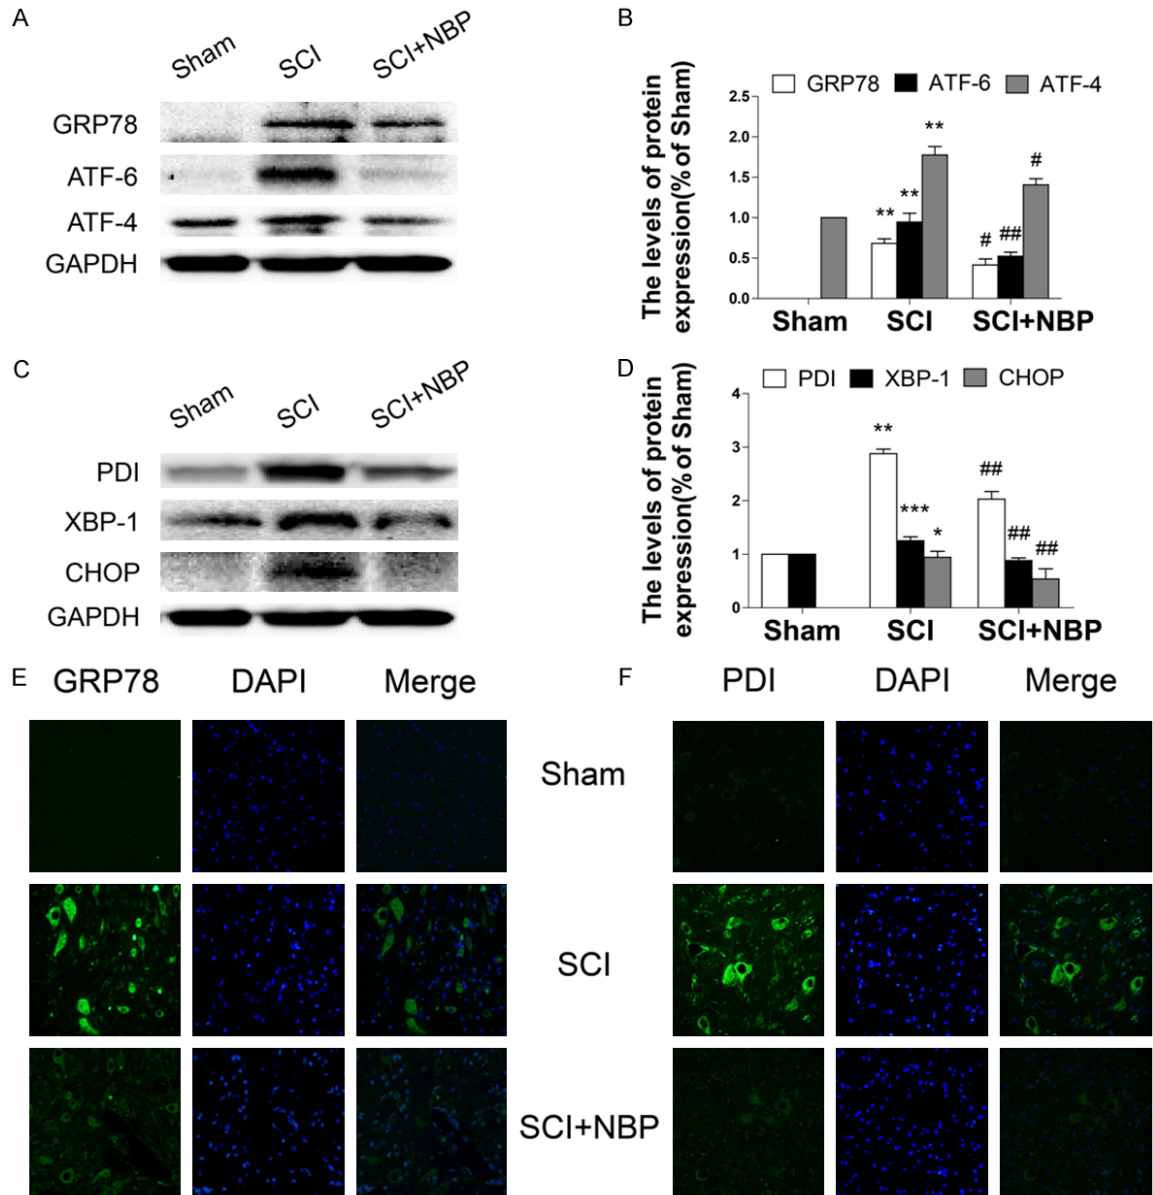 A
Sham SCI SCI+NBP
GRP78
ATF-6
ATF-4
GAPDH
B
The levels of protein
expression(% of Sham)
GRP78 ATF-6 ATF-4
2.5
2.0
1.5
1.0
0.5
0.0
** ** **
# ## #
Sham SCI SCI+NBP
C
Sham SCI SCI+NBP
PDI
XBP-1
CHOP
GAPDH
D
The levels of protein
expression(% of Sham)
PDI XBP-1 CHOP
4
3
2
1
0
** *** *
## ## ##
Sham SCI SCI+NBP
E GRP78 DAPI Merge
F PDI DAPI Merge
Sham
SCI
SCI+NBP